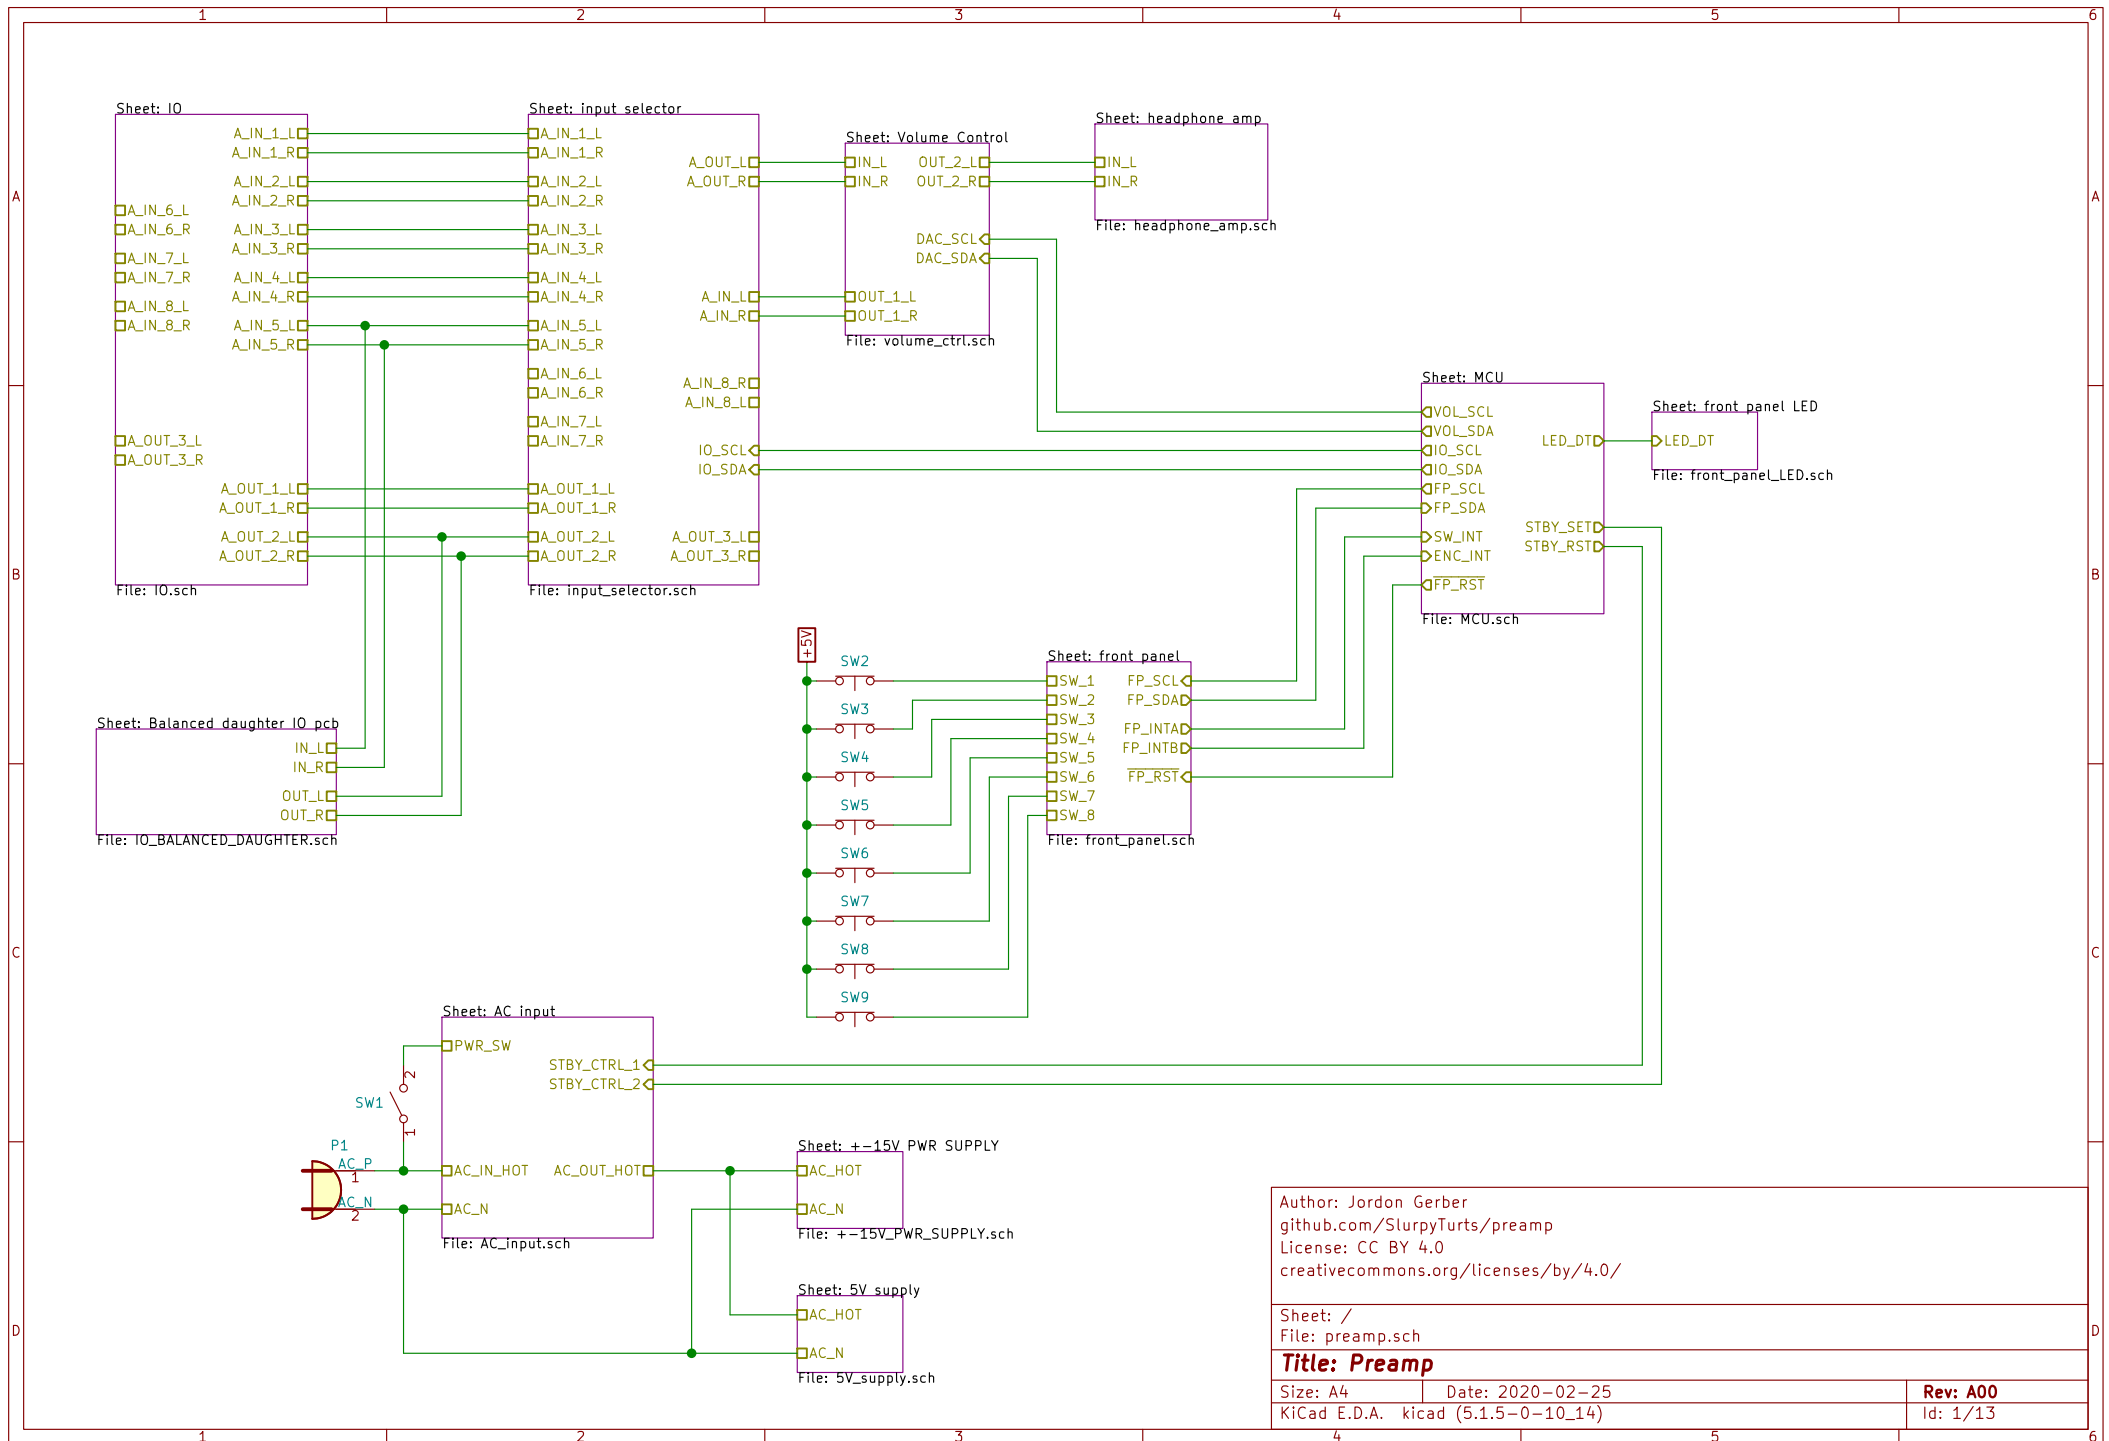 1 2 3 4 5 6
Sheet: IO
A_IN_1_L
A_IN_1_R
A_IN_2_L
A_IN_2_R
A_IN_3_L
A_IN_3_R
A_IN_4_L
A_IN_4_R
A_IN_5_L
A_IN_5_R
A_IN_6_L
A_IN_6_R
A_IN_7_L
A_IN_7_R
A_IN_8_L
A_IN_8_R
A_OUT_3_L
A_OUT_3_R
A_OUT_1_L
A_OUT_1_R
A_OUT_2_L
A_OUT_2_R
File: IO.sch
Sheet: input selector
A_IN_1_L
A_IN_1_R
A_IN_2_L
A_IN_2_R
A_IN_3_L
A_IN_3_R
A_IN_4_L
A_IN_4_R
A_IN_5_L
A_IN_5_R
A_IN_6_L
A_IN_6_R
A_IN_7_L
A_IN_7_R
A_OUT_1_L
A_OUT_1_R
A_OUT_2_L
A_OUT_2_R
A_OUT_L
A_OUT_R
A_IN_L
A_IN_R
A_IN_8_R
A_IN_8_L
IO_SCL
IO_SDA
A_OUT_3_L
A_OUT_3_R
File: input_selector.sch
Sheet: Volume Control
IN_L
IN_R
OUT_2_L
OUT_2_R
DAC_SCL
DAC_SDA
OUT_1_L
OUT_1_R
File: volume_ctrl.sch
Sheet: headphone amp
IN_L
IN_R
File: headphone_amp.sch
Sheet: MCU
VOL_SCL
VOL_SDA
IO_SCL
IO_SDA
FP_SCL
FP_SDA
SW_INT
ENC_INT
FP_RST
LED_DT
STBY_SET
STBY_RST
File: MCU.sch
Sheet: front panel LED
LED_DT
File: front_panel_LED.sch
Sheet: Balanced daughter IO pcb
IN_L
IN_R
OUT_L
OUT_R
File: IO_BALANCED_DAUGHTER.sch
+5V
SW2
SW3
SW4
SW5
SW6
SW7
SW8
SW9
Sheet: front panel
SW_1
SW_2
SW_3
SW_4
SW_5
SW_6
SW_7
SW_8
FP_SCL
FP_SDA
FP_INTA
FP_INTB
FP_RST
File: front_panel.sch
Sheet: AC input
PWR_SW
STBY_CTRL_1
STBY_CTRL_2
AC_IN_HOT
AC_OUT_HOT
AC_N
File: AC_input.sch
SW1
2
1
P1
AC_P
1
AC_N
2
Sheet: +-15V PWR SUPPLY
AC_HOT
AC_N
File: +-15V_PWR_SUPPLY.sch
Sheet: 5V supply
AC_HOT
AC_N
File: 5V_supply.sch
A A
B B
C C
D D
Author: Jordon Gerber
github.com/SlurpyTurts/preamp
License: CC BY 4.0
creativecommons.org/licenses/by/4.0/
Sheet: /
File: preamp.sch
Title: Preamp
Size: A4 Date: 2020-02-25 Rev: A00
KiCad E.D.A. kicad (5.1.5-0-10_14) Id: 1/13
1 2 3 4 5 6